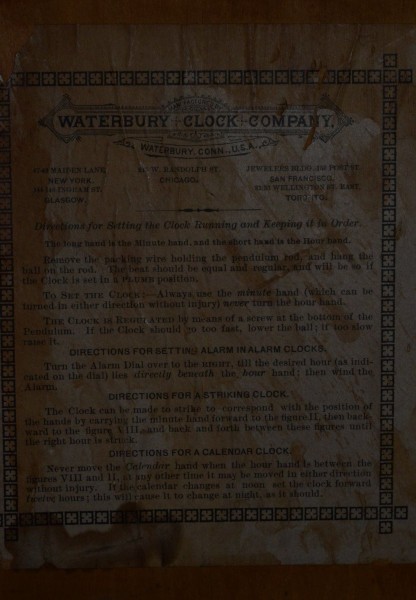 WATERBURY CLOCK COMPANY,
WATERBURY, CONN., U.S.A.
MAIDEN LANE
NEW YORK.
GLASGOW
RANDOLPH ST.
CHICAGO.
JEWELERS BLDG. POST ST.
SAN FRANCISCO.
WELLINGTON ST. EAST.
TORONTO.
Directions for Setting the Clock Running and Keeping it in Order.
The long hand is the Minute hand, and the short hand is the Hour hand.
Remove the packing wire holding the pendulum rod, and hang the
ball on the rod. The beat should be equal and regular, and will be so if
the Clock is set in a PLUMB position.
TO SET THE CLOCK:—Always use the minute hand (which can be
turned in either direction without injury) never turn the hour hand.
THE CLOCK IS REGULATED by means of a screw at the bottom of the
Pendulum. If the Clock should go too fast, lower the ball; if too slow
raise it.
DIRECTIONS FOR SETTING ALARM IN ALARM CLOCKS.
Turn the Alarm Dial over to the RIGHT, till the desired hour (as indi-
cated on the dial) lies directly beneath the hour hand; then wind the
Alarm.
DIRECTIONS FOR A STRIKING CLOCK.
The Clock can be made to strike to correspond with the position of
the hands by carrying the minute hand forward to the figure II, then back-
ward to the figure VIII, and back and forth between these figures until
the right hour is struck.
DIRECTIONS FOR A CALENDAR CLOCK.
Never move the Calendar hand when the hour hand is between the
figures VIII and II, at any other time it may be moved in either direction
without injury. If the calendar changes at noon set the clock forward
twelve hours; this will cause it to change at night, as it should.